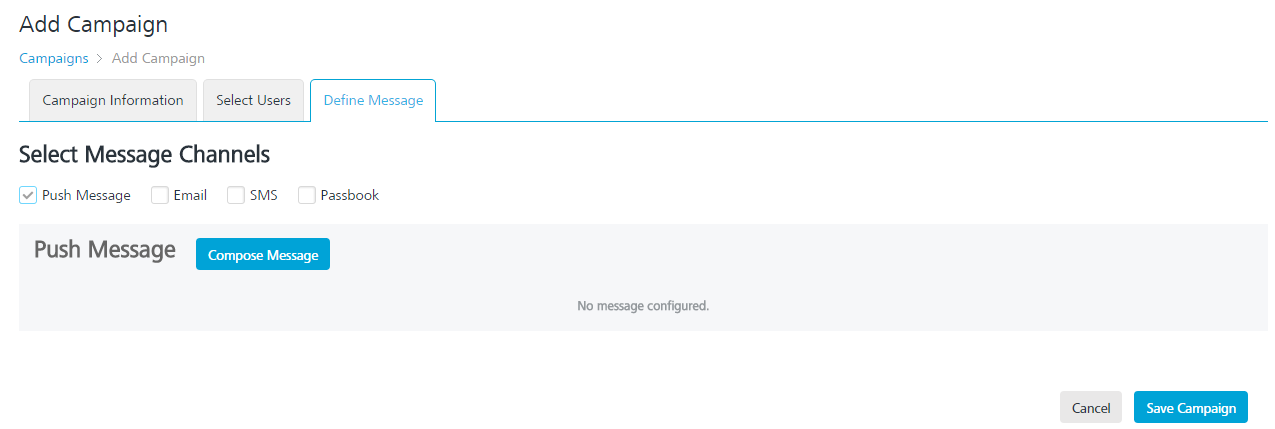 Add Campaign
Campaigns > Add Campaign
Campaign Information Select Users Define Message
Select Message Channels
Push Message Email SMS Passbook
Push Message Compose Message
No message configured.
Cancel Save Campaign